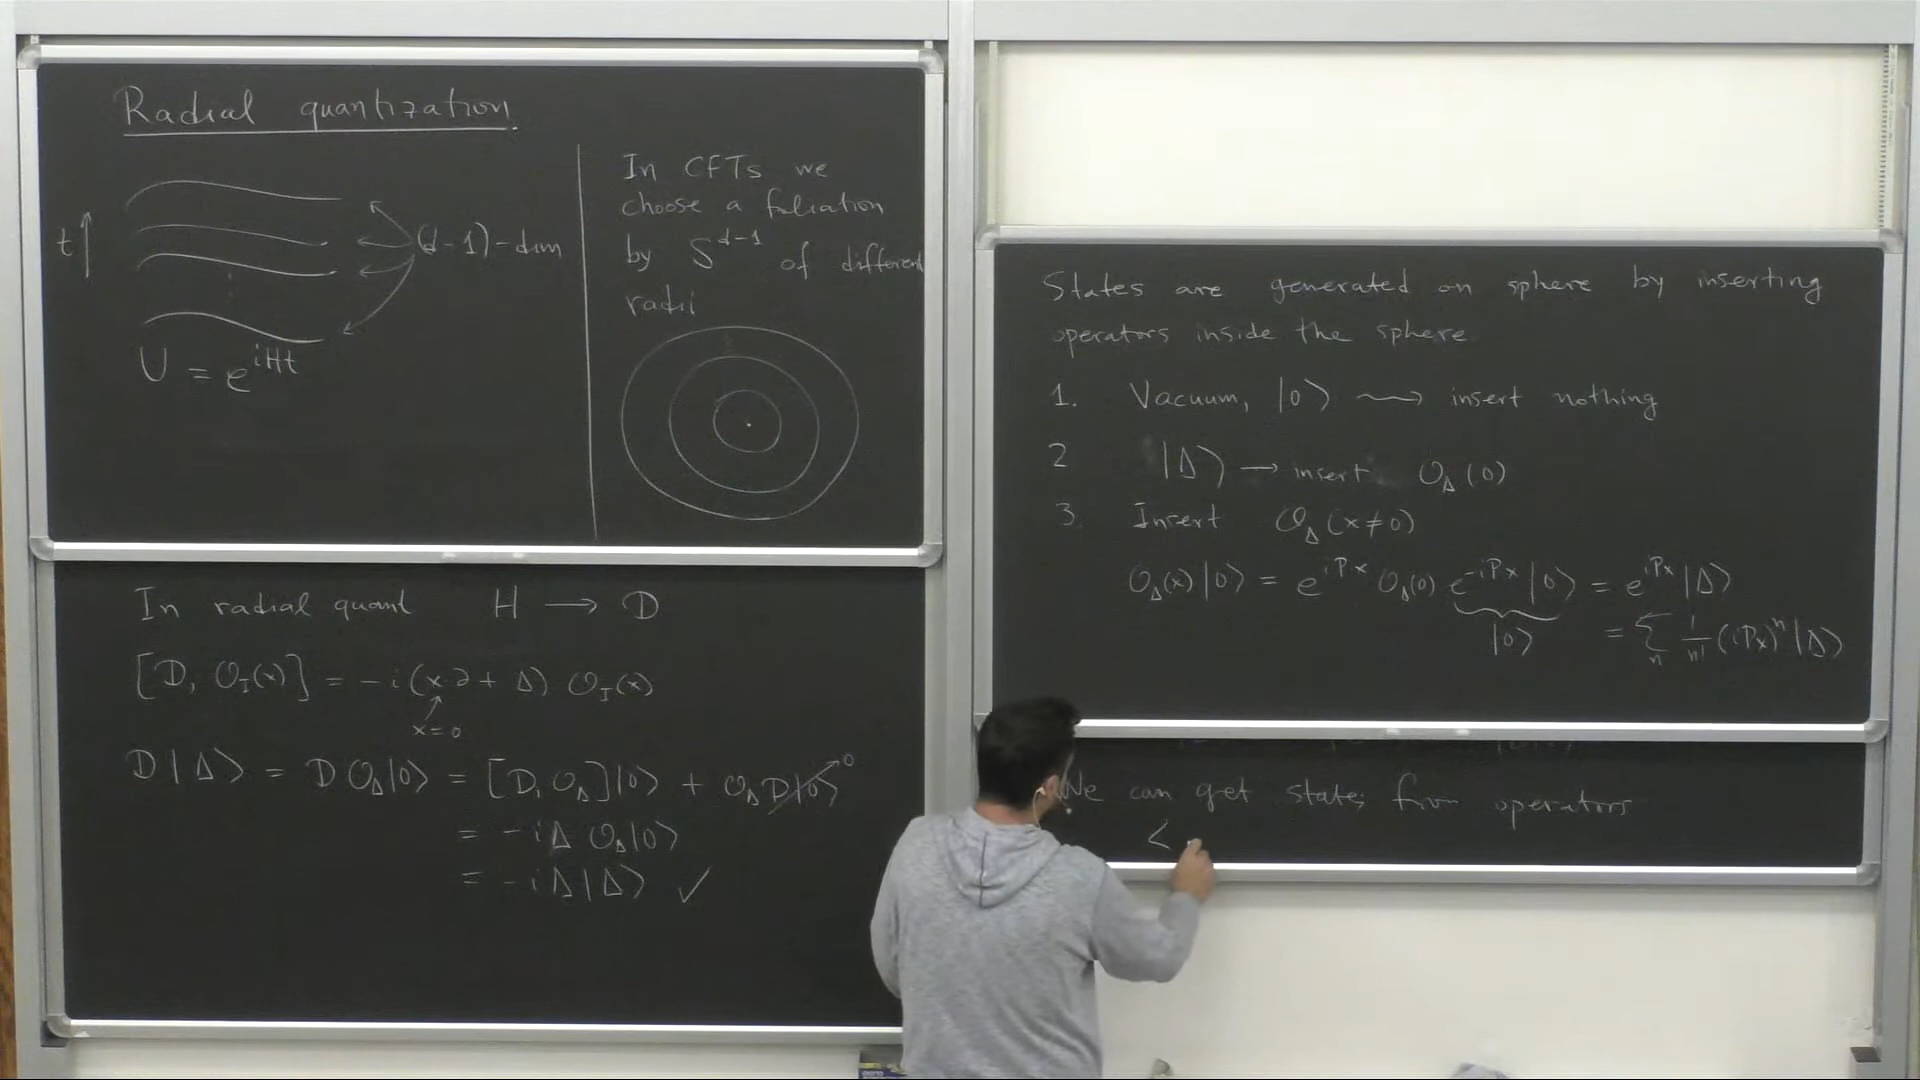 Radial quantization.
t
(d-1)-dim
U = e^{iHt}
In CFTs we
choose a foliation
by S^{d-1} of different
radii
In radial quant H → D
[D, O_I(x)] = -i(x∂ + Δ) O_I(x)
x=0
D|Δ⟩ = D O_Δ|0⟩ = [D, O_Δ]|0⟩ + O_Δ D|0⟩ 0
= -iΔ O_Δ|0⟩
= -iΔ|Δ⟩ ✓
States are generated on sphere by inserting
operators inside the sphere
1. Vacuum, |0⟩ ⟿ insert nothing
2 |Δ⟩ → insert O_Δ(0)
3. Insert O_Δ(x≠0)
O_Δ(x)|0⟩ = e^{iPx} O_Δ(0) e^{-iPx}|0⟩ = e^{iPx}|Δ⟩
|0⟩ = Σ_n 1/n! (iPx)^n |Δ⟩
We can get states from operators
<